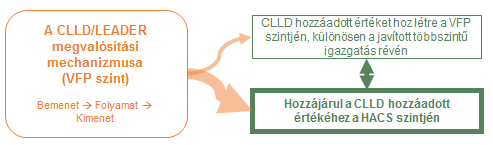 A CLLD/LEADER
megvalósítási
mechanizmusa
(VFP szint)
Bemenet → Folyamat →
Kimenet
CLLD hozzáadott értéket hoz létre a VFP
szintjén, különösen a javított többszintű
igazgatás révén
Hozzájárul a CLLD hozzáadott
értékéhez a HACS szintjén